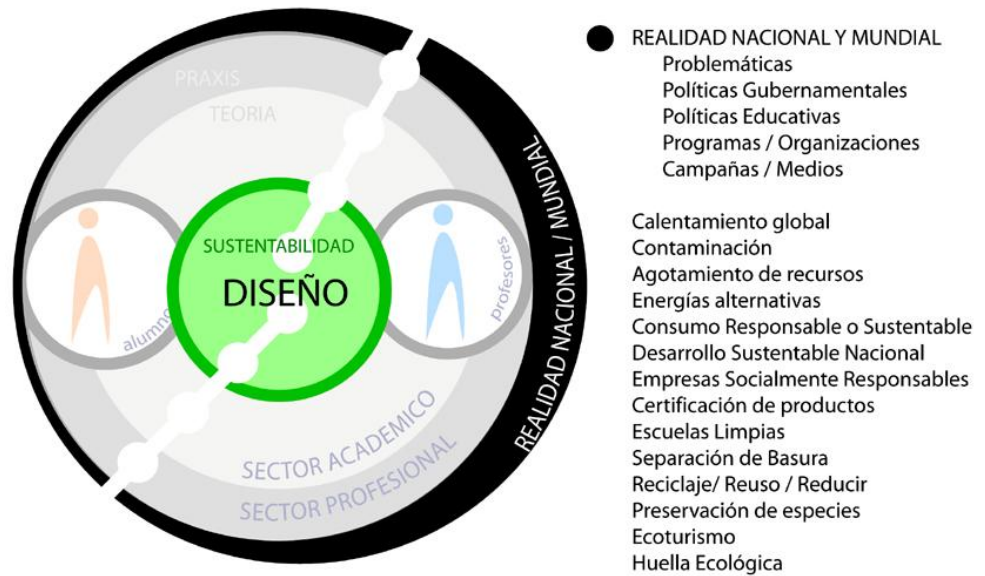 PRAXIS
TEORIA
SUSTENTABILIDAD
DISEÑO
alumno
profesores
SECTOR ACADEMICO
SECTOR PROFESIONAL
REALIDAD NACIONAL / MUNDIAL
REALIDAD NACIONAL Y MUNDIAL
Problemáticas
Políticas Gubernamentales
Políticas Educativas
Programas / Organizaciones
Campañas / Medios
Calentamiento global
Contaminación
Agotamiento de recursos
Energías alternativas
Consumo Responsable o Sustentable
Desarrollo Sustentable Nacional
Empresas Socialmente Responsables
Certificación de productos
Escuelas Limpias
Separación de Basura
Reciclaje/ Reuso / Reducir
Preservación de especies
Ecoturismo
Huella Ecológica